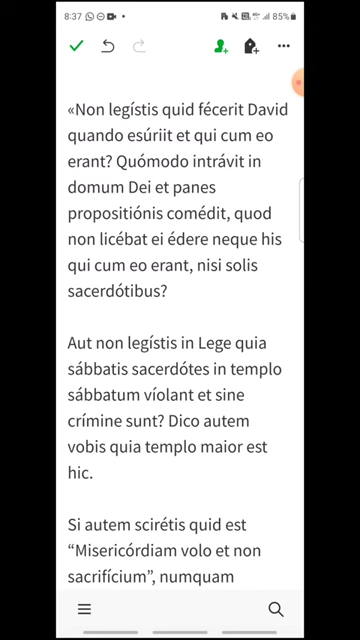 8:37
85%
«Non legístis quid fécerit David
quando esúriit et qui cum eo
erant? Quómodo intrávit in
domum Dei et panes
propositiónis comédit, quod
non licébat ei édere neque his
qui cum eo erant, nisi solis
sacerdótibus?
Aut non legístis in Lege quia
sábbatis sacerdótes in templo
sábbatum víolant et sine
crímine sunt? Dico autem
vobis quia templo maior est
hic.
Si autem scirétis quid est
“Misericórdiam volo et non
sacrifícium”, numquam